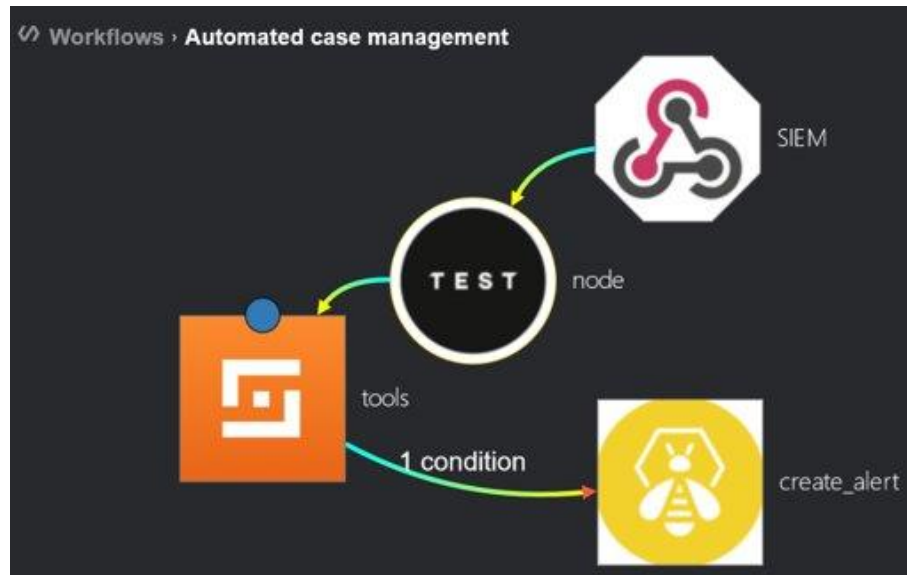 Workflows › Automated case management
SIEM
TEST
node
tools
1 condition
create_alert